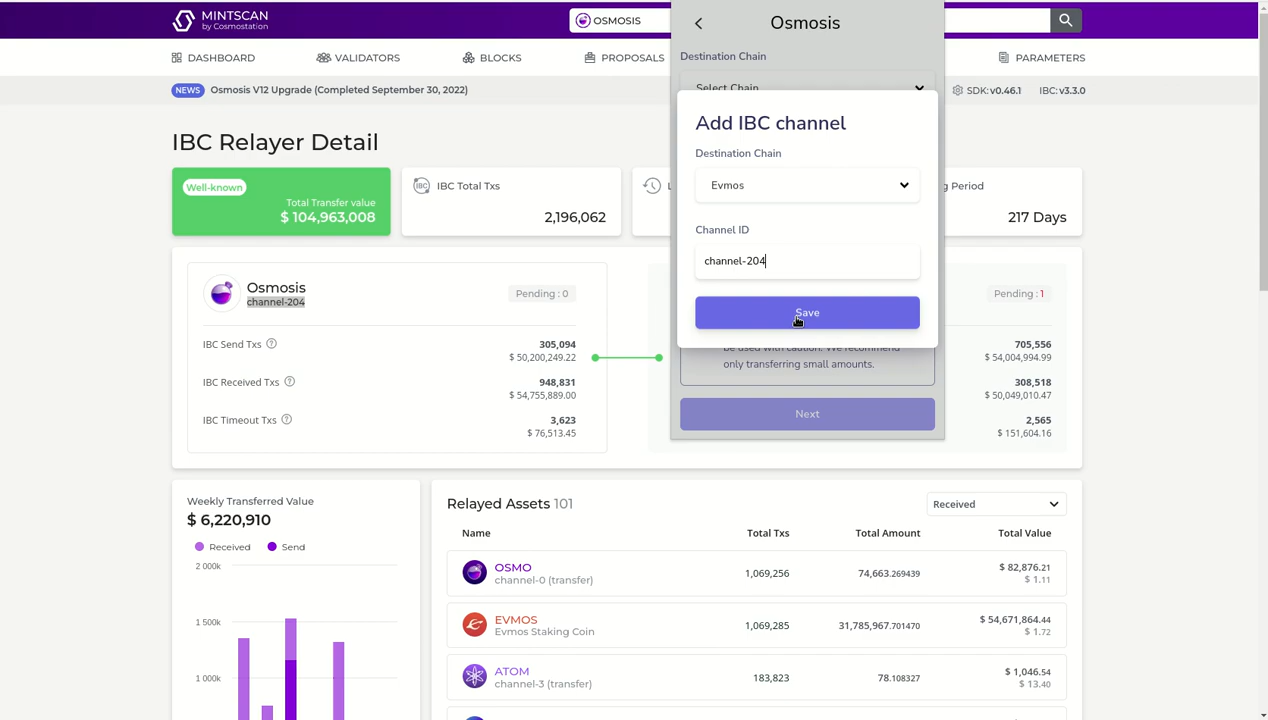 MINTSCAN
by Cosmostation
OSMOSIS
DASHBOARD
VALIDATORS
BLOCKS
PROPOSALS
PARAMETERS
NEWS
Osmosis V12 Upgrade (Completed September 30, 2022)
SDK: v0.46.1
IBC: v3.3.0
IBC Relayer Detail
Well-known
Total Transfer value
$ 104,963,008
IBC
IBC Total Txs
2,196,062
g Period
217 Days
Osmosis
channel-204
Pending : 0
IBC Send Txs
305,094
$ 50,200,249.22
IBC Received Txs
948,831
$ 54,755,889.00
IBC Timeout Txs
3,623
$ 76,513.45
Pending : 1
705,556
$ 54,004,994.99
308,518
$ 50,049,010.47
2,565
$ 151,604.16
Osmosis
Destination Chain
Select Chain
Add IBC channel
Destination Chain
Evmos
Channel ID
channel-204
Save
be used with caution. We recommend
only transferring small amounts.
Next
Weekly Transferred Value
$ 6,220,910
Received
Send
2 000k
1 500k
1 000k
Relayed Assets 101
Received
Name
Total Txs
Total Amount
Total Value
OSMO
channel-0 (transfer)
1,069,256
74,663.269439
$ 82,876.21
$ 1.11
EVMOS
Evmos Staking Coin
1,069,285
31,785,967.701470
$ 54,671,864.44
$ 1.72
ATOM
channel-3 (transfer)
183,823
78.108327
$ 1,046.54
$ 13.40